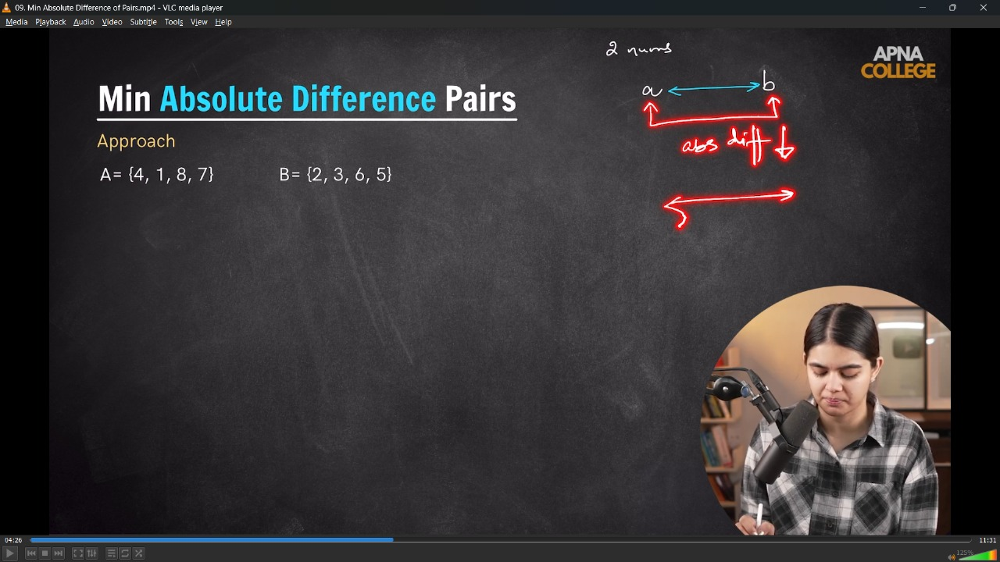 09. Min Absolute Difference of Pairs.mp4 - VLC media player
Media Playback Audio Video Subtitle Tools View Help
2 nums
APNA
COLLEGE
a b
Min Absolute Difference Pairs
abs diff
Approach
A= {4, 1, 8, 7} B= {2, 3, 6, 5}
04:26 11:31
125%